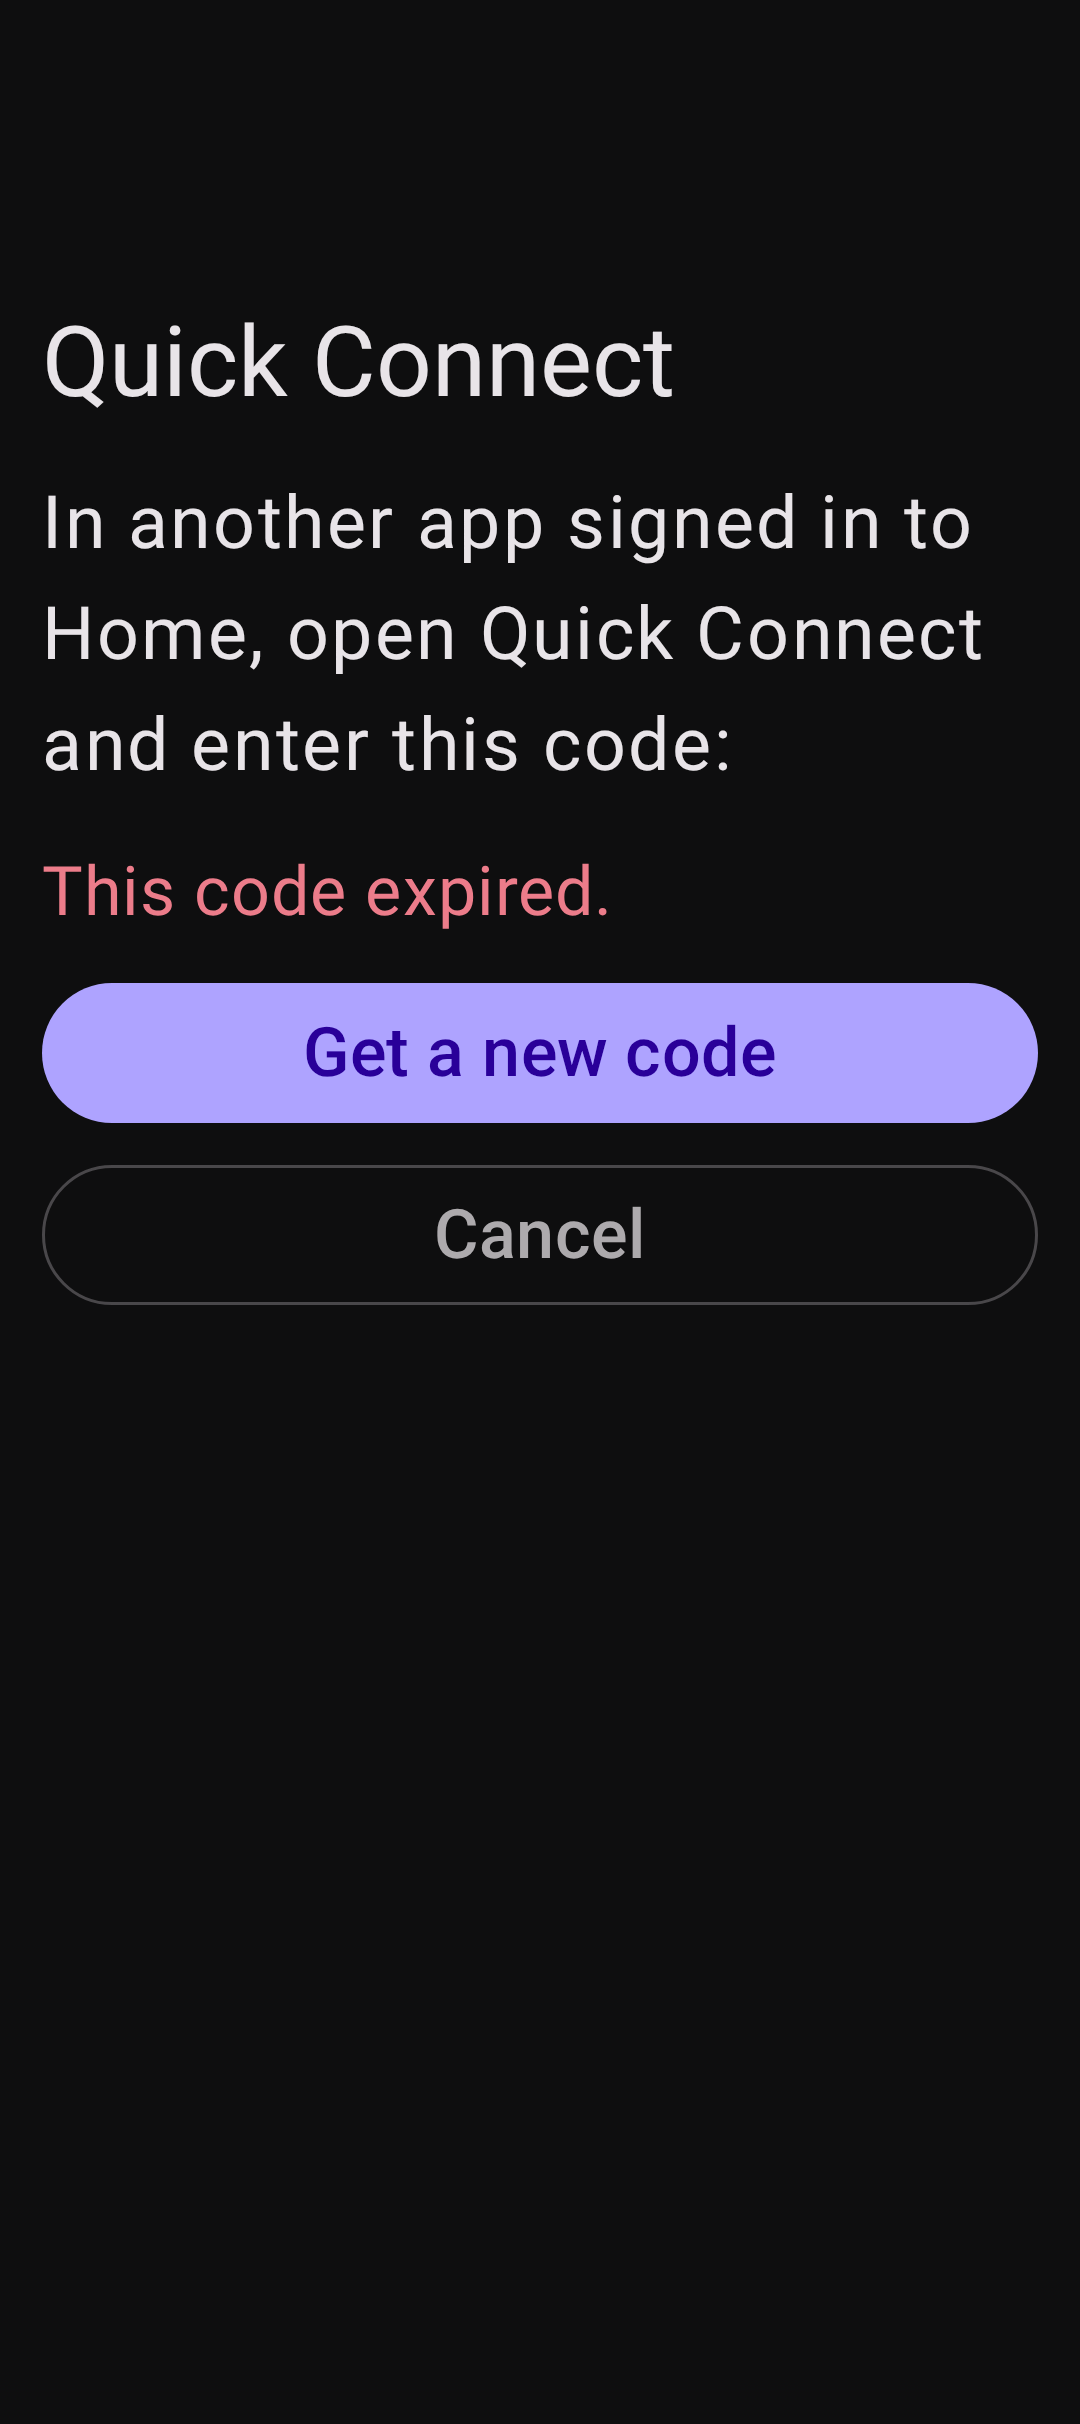 Quick Connect
In another app signed in to
Home, open Quick Connect
and enter this code:
This code expired.
Get a new code
Cancel